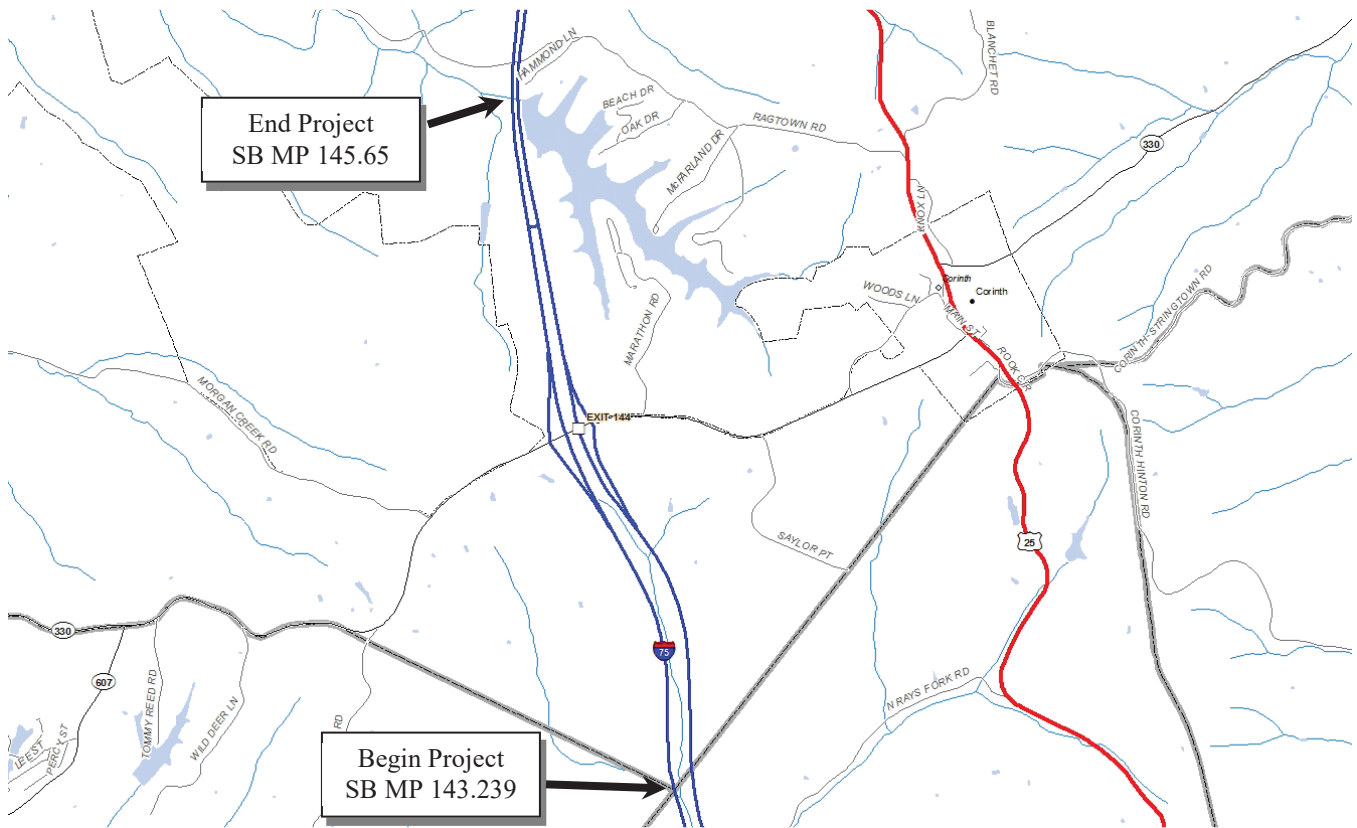 HAMMOND LN
BLANCHET RD
End Project
SB MP 145.65
BEACH DR
OAK DR
RAGTOWN RD
McFARLAND DR
330
KNOX LN
Corinth
Corinth
WOODS LN
MAIN ST
CORINTH-STRINGTOWN RD
MARATHON RD
ROCK CIR
MORGAN CREEK RD
EXIT 144
CORINTH HINTON RD
SAYLOR PT
25
330
75
607
N RAYS FORK RD
TOMMY REED RD
WILD DEER LN
RD
LEE ST
PERCY ST
Begin Project
SB MP 143.239